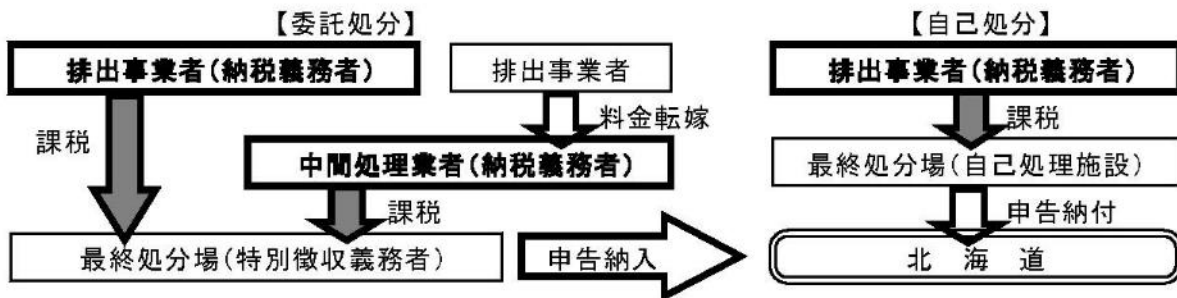 【委託処分】
排出事業者(納税義務者)
排出事業者
課税
料金転嫁
中間処理業者(納税義務者)
課税
最終処分場(特別徴収義務者)
申告納入
【自己処分】
排出事業者(納税義務者)
課税
最終処分場(自己処理施設)
申告納付
北海道